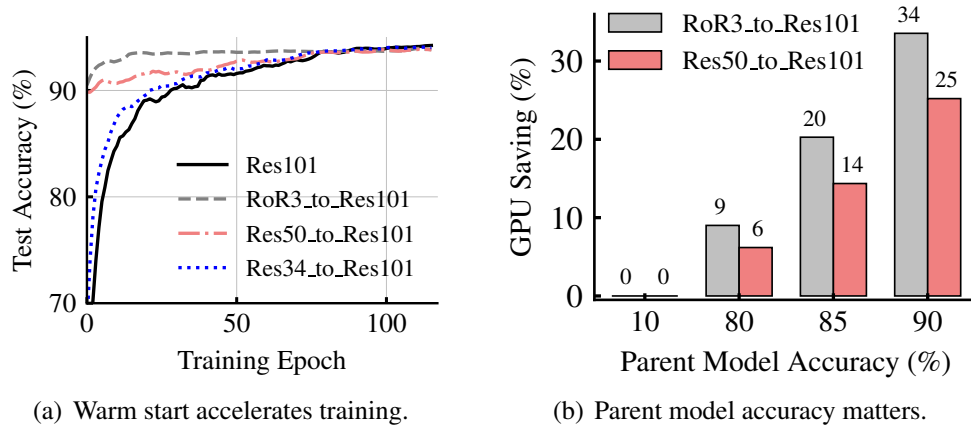 Test Accuracy (%)
90
80
70
0
50
100
Training Epoch
Res101
RoR3_to_Res101
Res50_to_Res101
Res34_to_Res101
(a) Warm start accelerates training.
GPU Saving (%)
30
20
10
0
RoR3_to_Res101
Res50_to_Res101
0
0
9
6
20
14
34
25
10
80
85
90
Parent Model Accuracy (%)
(b) Parent model accuracy matters.